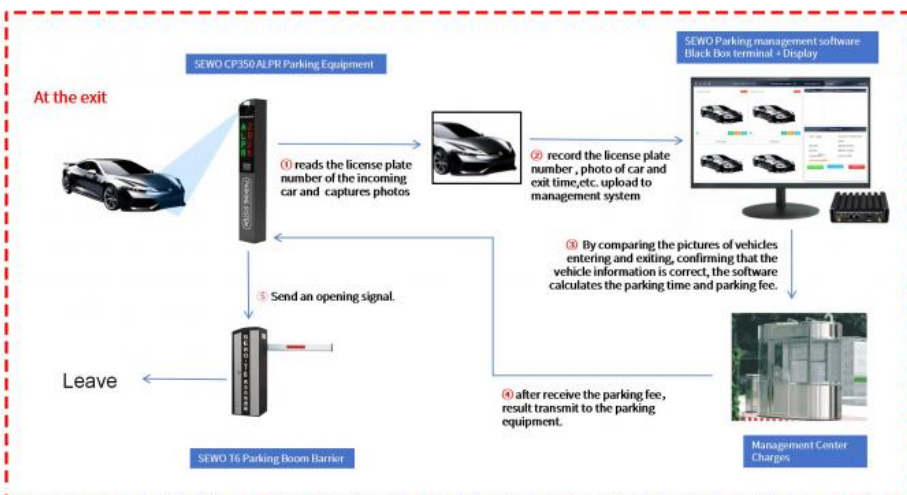 SEWO CP350 ALPR Parking Equipment
SEWO Parking management software
Black Box terminal + Display
At the exit
ALPR
PARKING SYSTEM
① reads the license plate
number of the incoming
car and captures photos
② record the license plate
number , photo of car and
exit time,etc. upload to
management system
③ By comparing the pictures of vehicles
entering and exiting, confirming that the
vehicle information is correct, the software
calculates the parking time and parking fee.
⑤ Send an opening signal.
Leave
④ after receive the parking fee,
result transmit to the parking
equipment.
SEWO T6 Parking Boom Barrier
Management Center
Charges